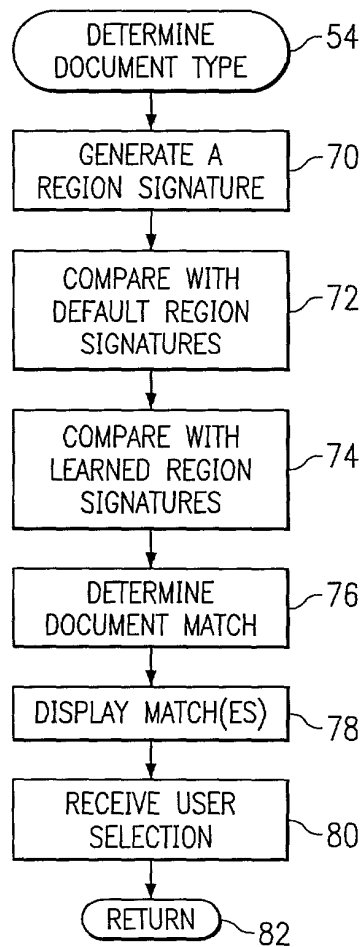 DETERMINE
DOCUMENT TYPE
54
GENERATE A
REGION SIGNATURE
70
COMPARE WITH
DEFAULT REGION
SIGNATURES
72
COMPARE WITH
LEARNED REGION
SIGNATURES
74
DETERMINE
DOCUMENT MATCH
76
DISPLAY MATCH(ES)
78
RECEIVE USER
SELECTION
80
RETURN
82